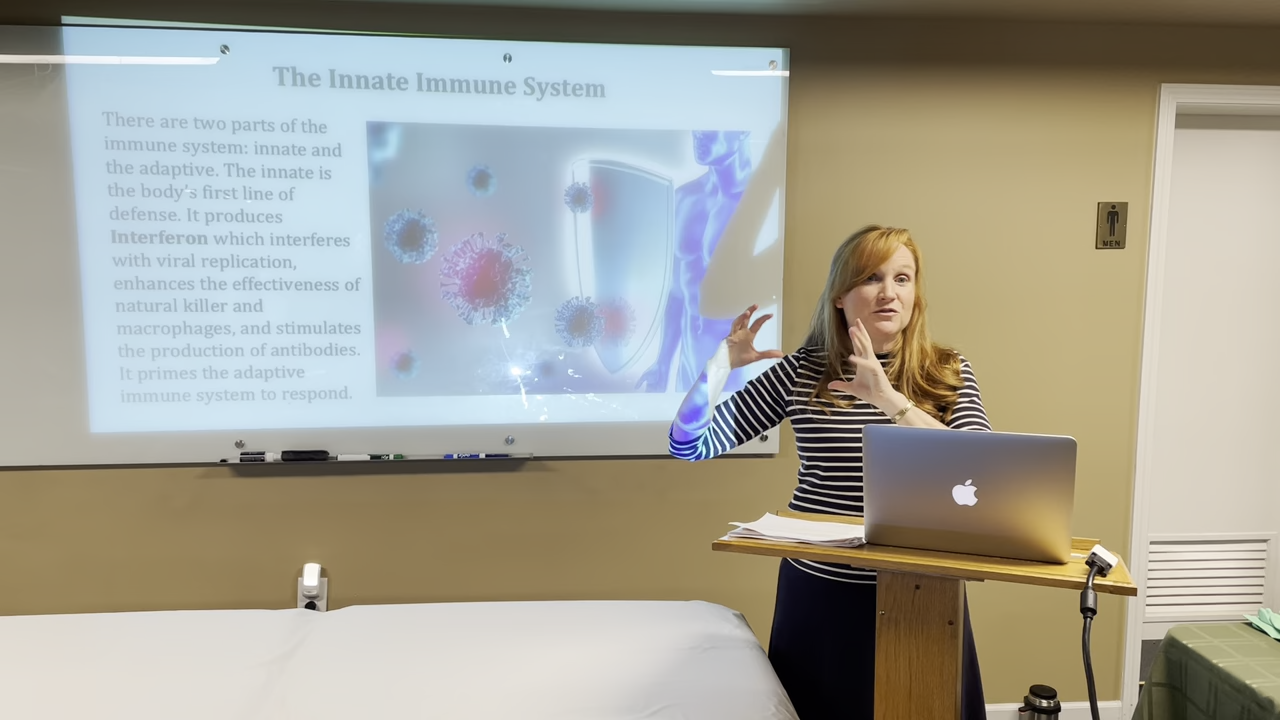 The Innate Immune System
There are two parts of the
immune system: innate and
the adaptive. The innate is
the body's first line of
defense. It produces
Interferon which interferes
with viral replication,
enhances the effectiveness of
natural killer and
macrophages, and stimulates
the production of antibodies.
It primes the adaptive
immune system to respond.
MEN